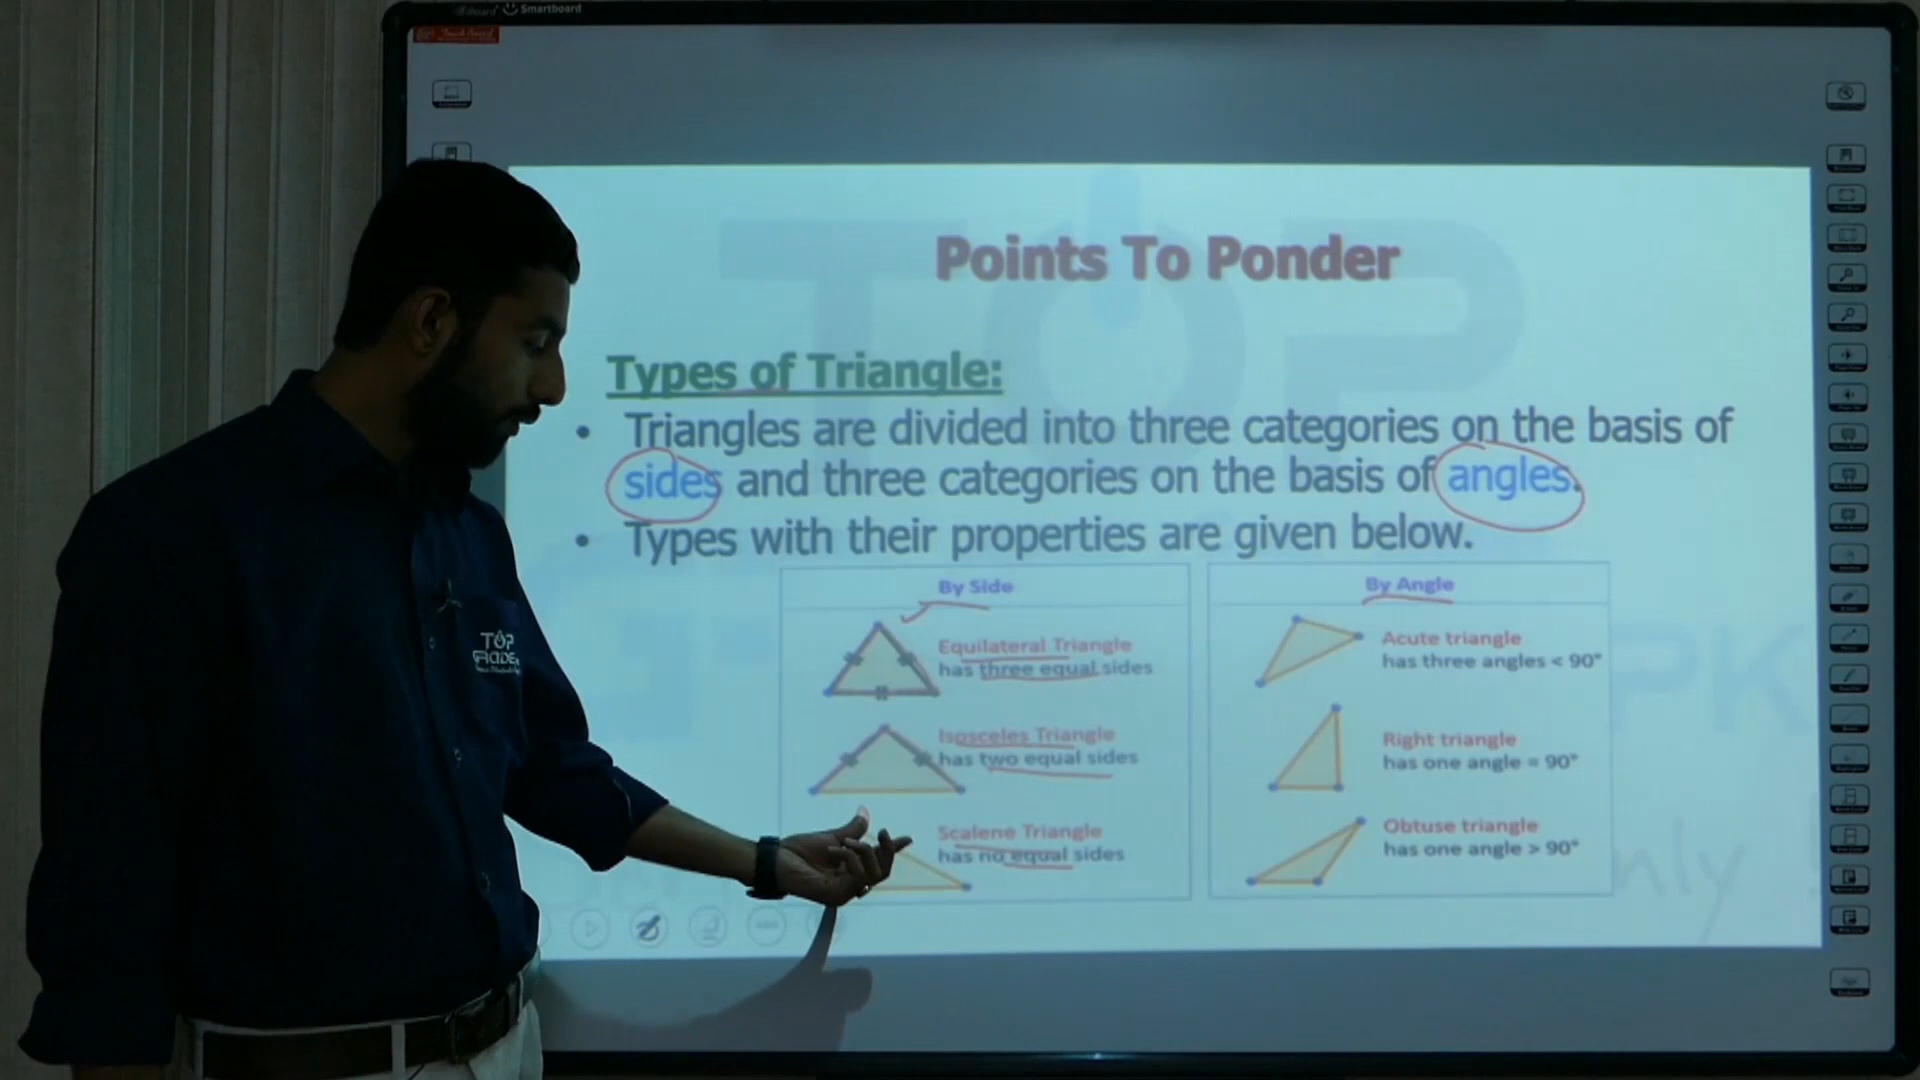 Smartboard
Points To Ponder
Types of Triangle:
• Triangles are divided into three categories on the basis of
sides and three categories on the basis of angles.
• Types with their properties are given below.
By Side
Equilateral Triangle
has three equal sides
Isosceles Triangle
has two equal sides
Scalene Triangle
has no equal sides
By Angle
Acute triangle
has three angles < 90°
Right triangle
has one angle = 90°
Obtuse triangle
has one angle > 90°
TOP